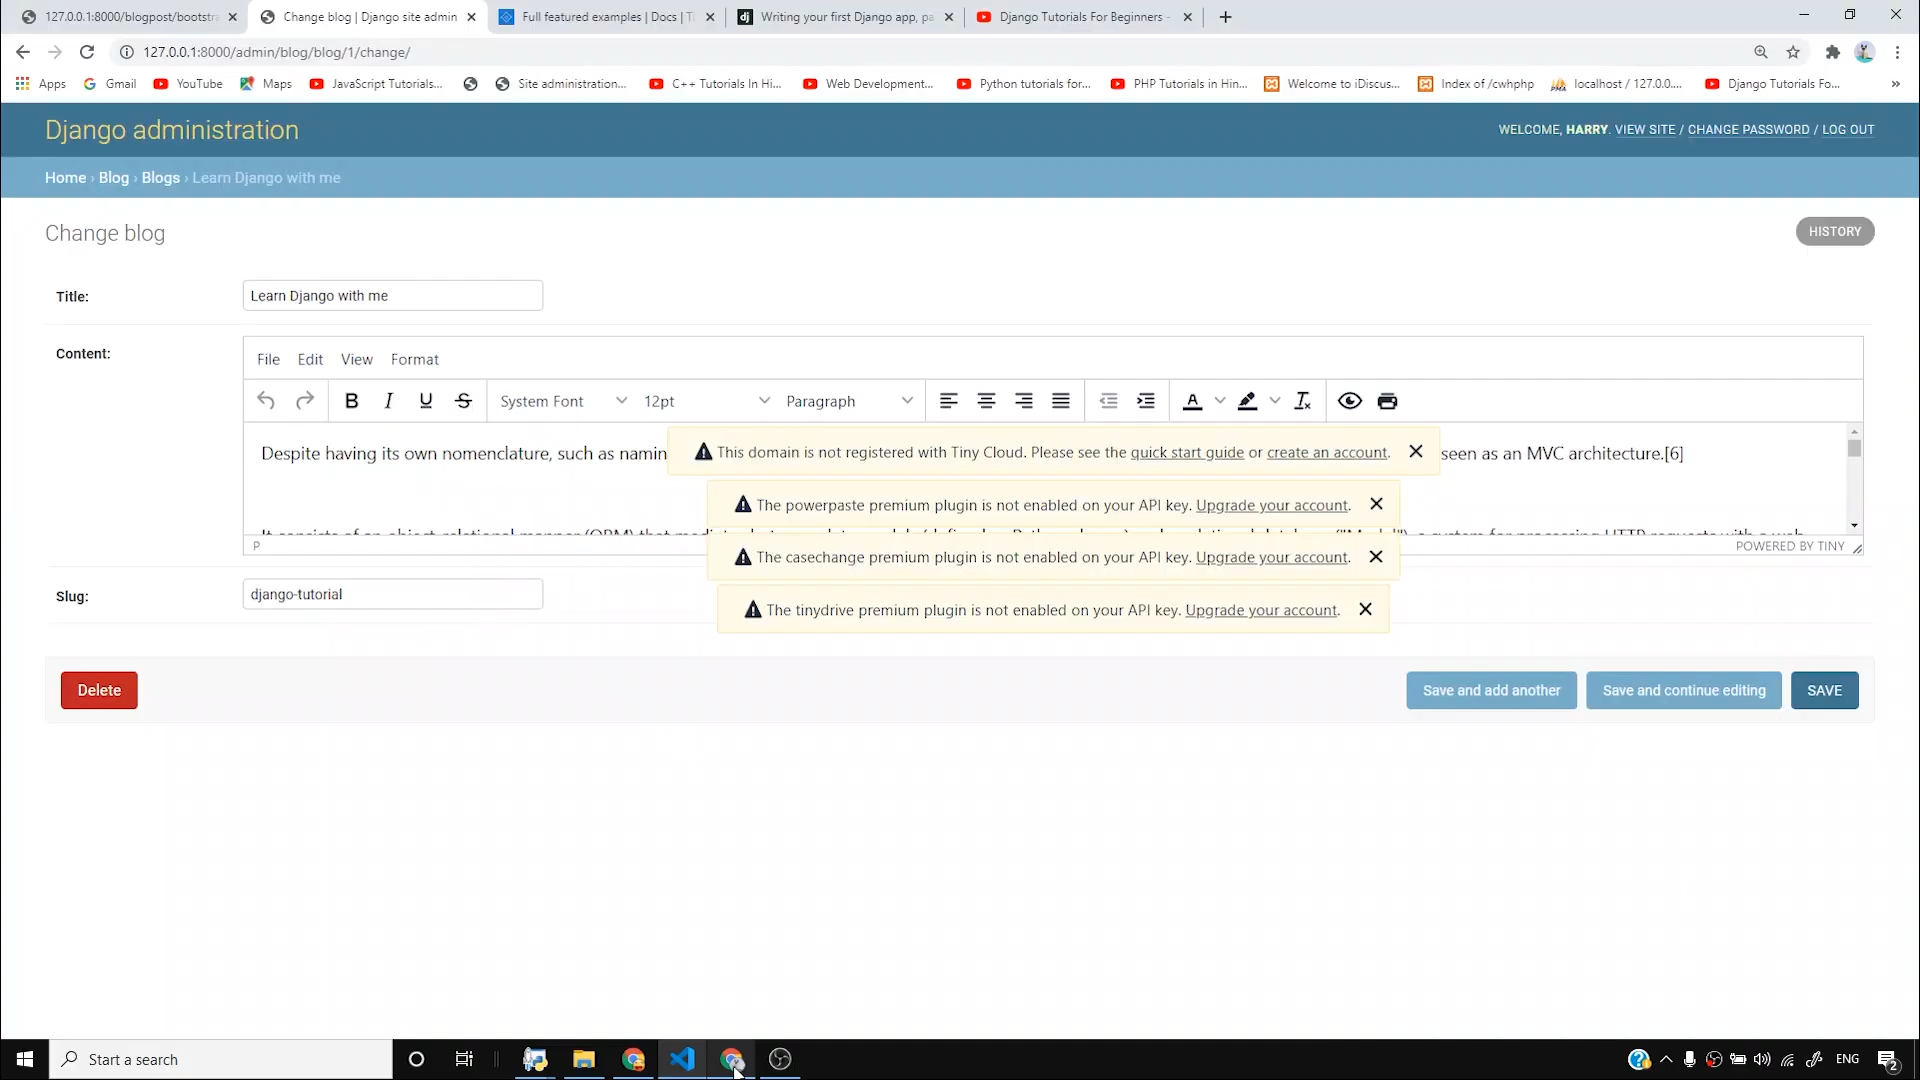 127.0.0.1:8000/blogpost/bootstra
Change blog | Django site admin
Full featured examples | Docs | Ti
Writing your first Django app, pa
Django Tutorials For Beginners -
127.0.0.1:8000/admin/blog/blog/1/change/
Apps
Gmail
YouTube
Maps
JavaScript Tutorials...
Site administration...
C++ Tutorials In Hi...
Web Development...
Python tutorials for...
PHP Tutorials in Hin...
Welcome to iDiscus...
Index of /cwhphp
localhost / 127.0.0....
Django Tutorials Fo...
»
Django administration
WELCOME, HARRY. VIEW SITE / CHANGE PASSWORD / LOG OUT
Home › Blog › Blogs › Learn Django with me
Change blog
HISTORY
Title:
Learn Django with me
Content:
File Edit View Format
B I U S System Font 12pt Paragraph
Despite having its own nomenclature, such as namin
seen as an MVC architecture.[6]
This domain is not registered with Tiny Cloud. Please see the quick start guide or create an account.
The powerpaste premium plugin is not enabled on your API key. Upgrade your account.
P
POWERED BY TINY
The casechange premium plugin is not enabled on your API key. Upgrade your account.
Slug:
django-tutorial
The tinydrive premium plugin is not enabled on your API key. Upgrade your account.
Delete
Save and add another
Save and continue editing
SAVE
Start a search
ENG
2